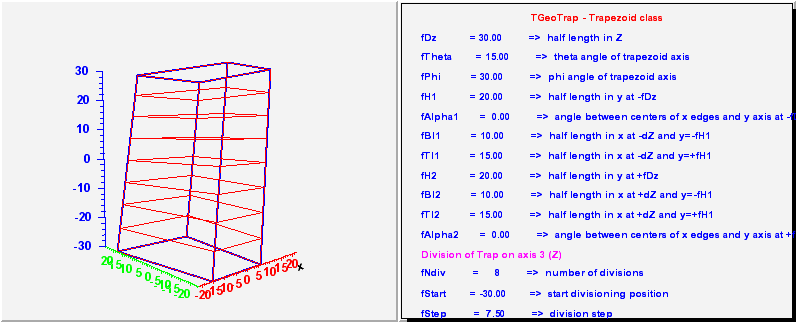 TGeoTrap - Trapezoid class
fDz = 30.00 => half length in Z
fTheta = 15.00 => theta angle of trapezoid axis
fPhi = 30.00 => phi angle of trapezoid axis
fH1 = 20.00 => half length in y at -fDz
fAlpha1 = 0.00 => angle between centers of x edges and y axis at -
fBl1 = 10.00 => half length in x at -dZ and y=-fH1
fTl1 = 15.00 => half length in x at -dZ and y=+fH1
fH2 = 20.00 => half length in y at +fDz
fBl2 = 10.00 => half length in x at +dZ and y=-fH1
fTl2 = 15.00 => half length in x at +dZ and y=+fH1
fAlpha2 = 0.00 => angle between centers of x edges and y axis at +
Division of Trap on axis 3 (Z)
fNdiv = 8 => number of divisions
fStart = -30.00 => start divisioning position
fStep = 7.50 => division step
30
20
10
0
-10
-20
-30
20 15 10 5 0 -5 -10 -15 -20
-20 -15 -10 -5 0 5 10 15 20
x